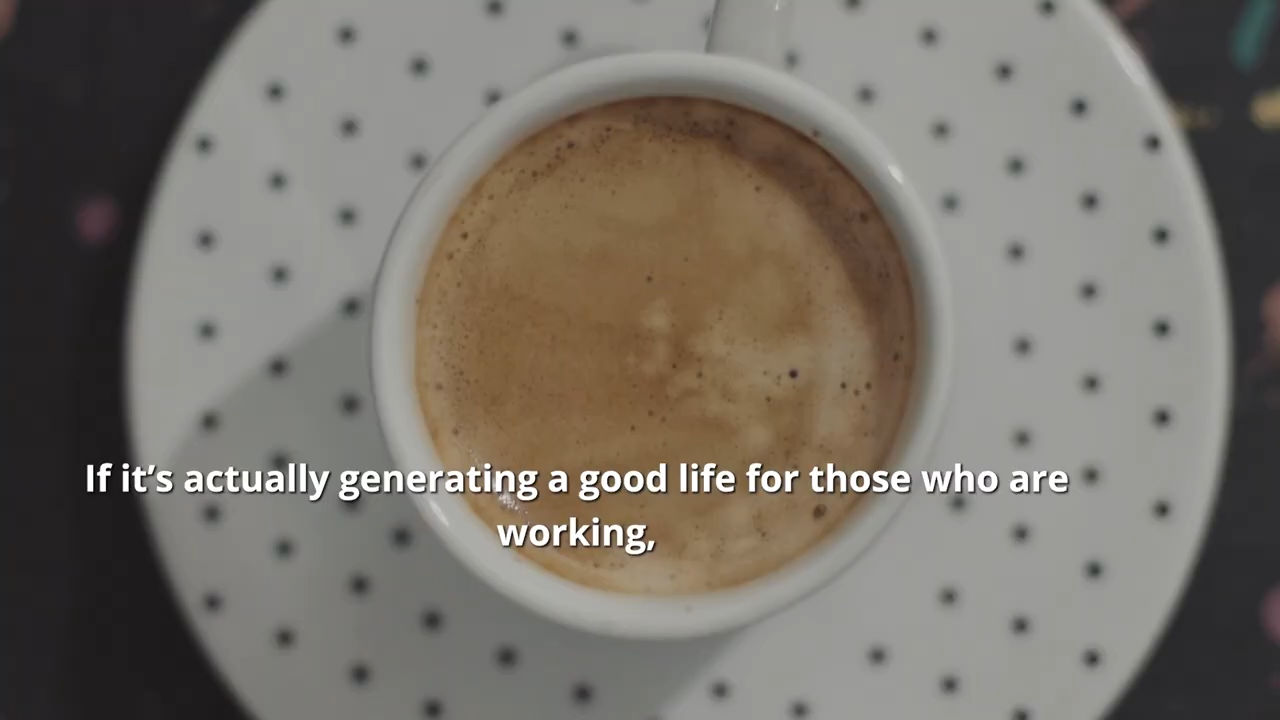 If it’s actually generating a good life for those who are
working,